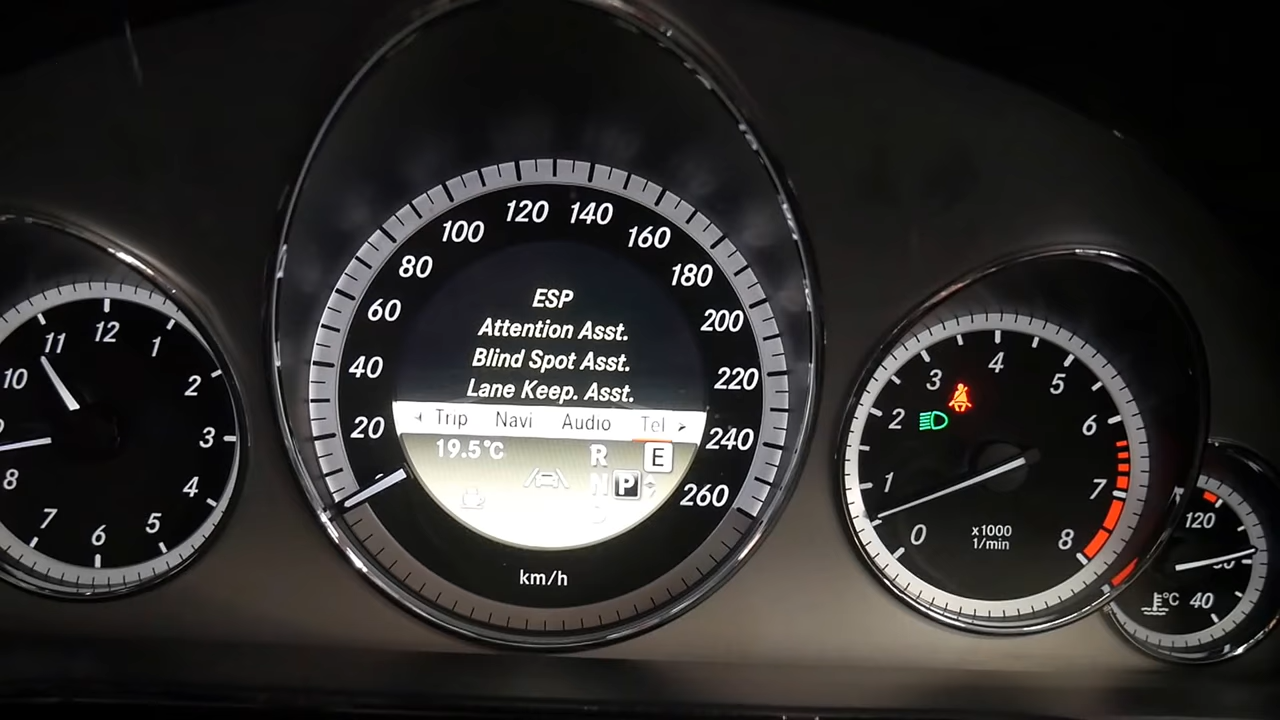 ESP
Attention Asst.
Blind Spot Asst.
Lane Keep. Asst.
Trip Navi Audio Tel
19.5°C
R
N
P
D
E
20
40
60
80
100
120
140
160
180
200
220
240
260
km/h
12
1
2
3
4
5
6
7
8
10
11
0
1
2
3
4
5
6
7
8
x1000
1/min
120
40
°C